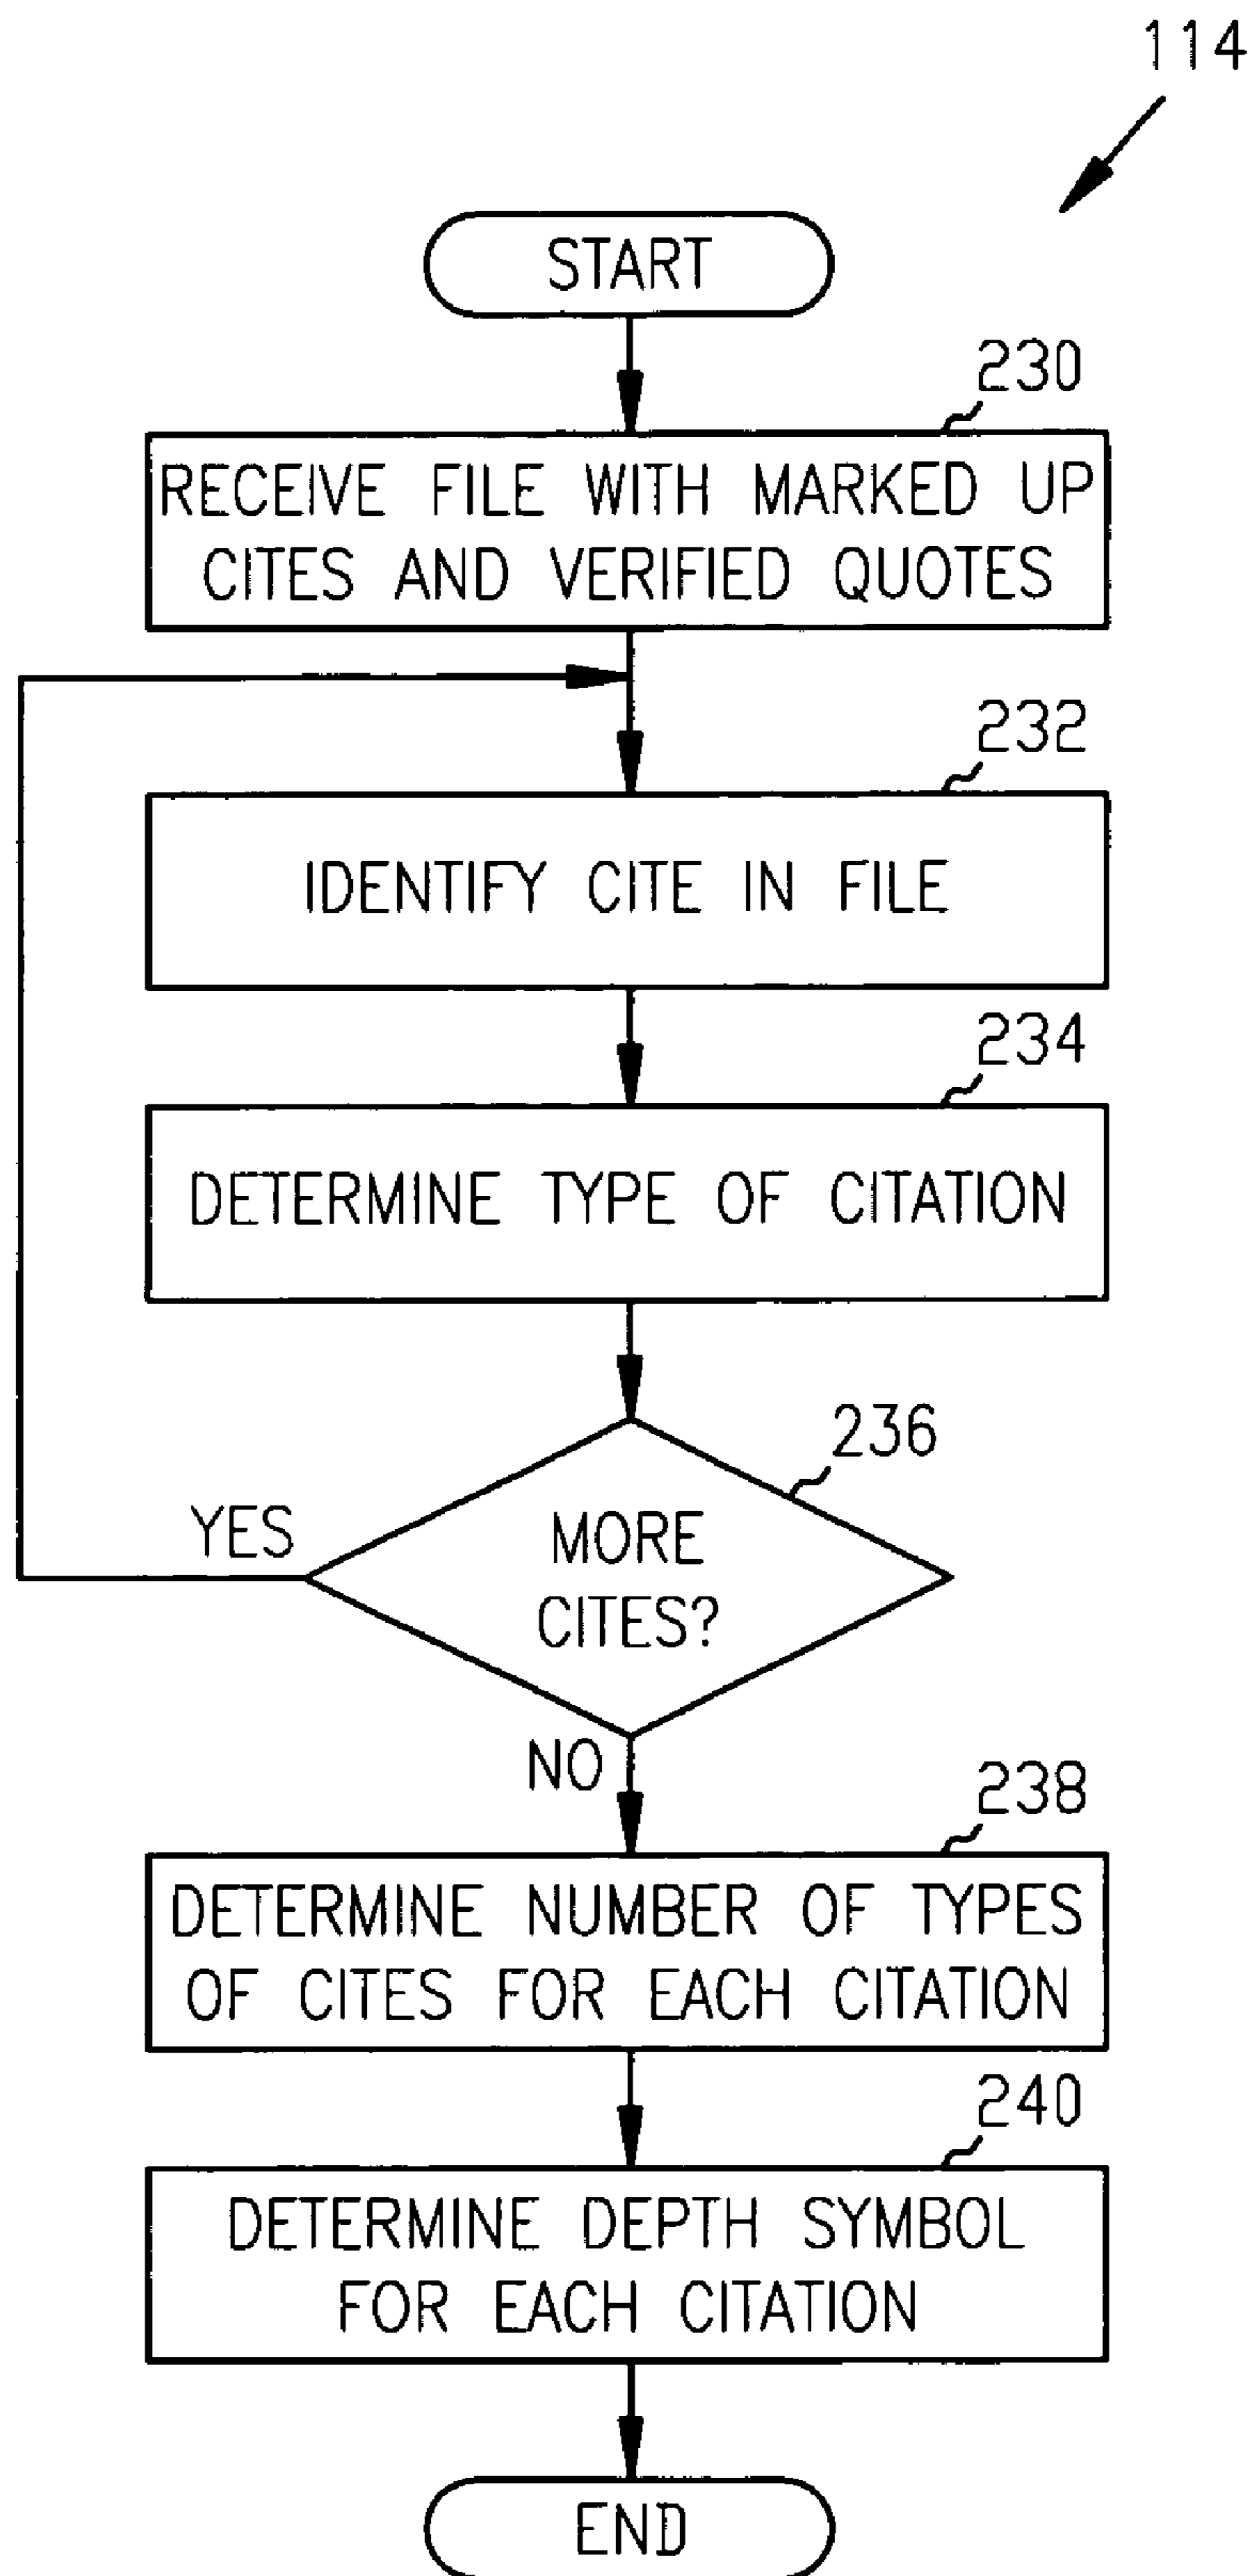 114
START
230
RECEIVE FILE WITH MARKED UP
CITES AND VERIFIED QUOTES
232
IDENTIFY CITE IN FILE
234
DETERMINE TYPE OF CITATION
236
YES
MORE
CITES?
NO
238
DETERMINE NUMBER OF TYPES
OF CITES FOR EACH CITATION
240
DETERMINE DEPTH SYMBOL
FOR EACH CITATION
END